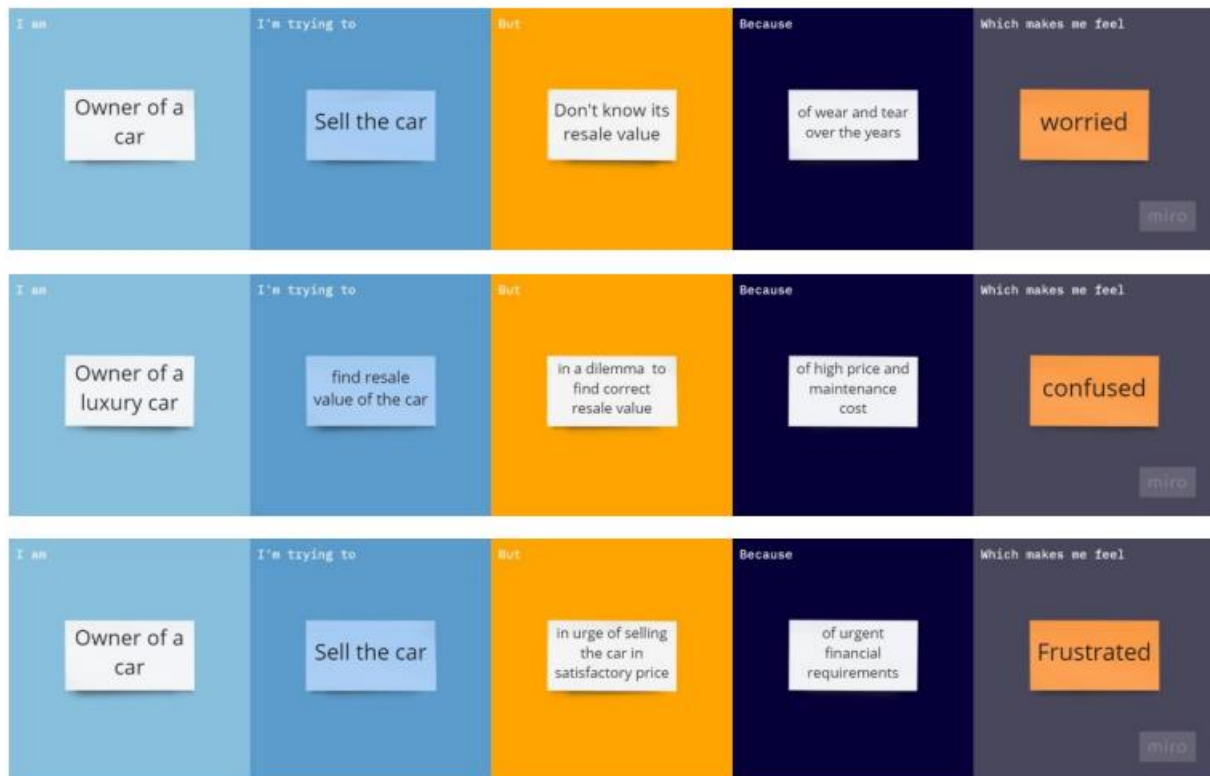 I am
I'm trying to
But
Because
Which makes me feel
Owner of a
car
Sell the car
Don't know its
resale value
of wear and tear
over the years
worried
miro
I am
I'm trying to
But
Because
Which makes me feel
Owner of a
luxury car
find resale
value of the car
in a dilemma to
find correct
resale value
of high price and
maintenance
cost
confused
miro
I am
I'm trying to
But
Because
Which makes me feel
Owner of a
car
Sell the car
in urge of selling
the car in
satisfactory price
of urgent
financial
requirements
Frustrated
miro